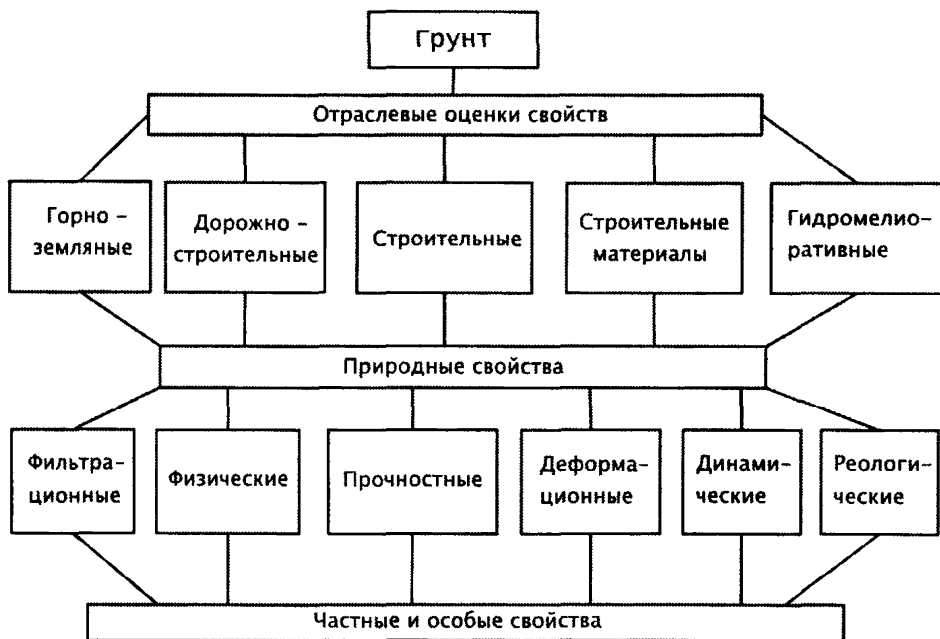 Грунт
Отраслевые оценки свойств
Горно –
земляные
Дорожно –
строительные
Строительные
Строительные
материалы
Гидромелио–
ративные
Природные свойства
Фильтра–
ционные
Физические
Прочностные
Деформа–
ционные
Динами–
ческие
Реологи–
ческие
Частные и особые свойства